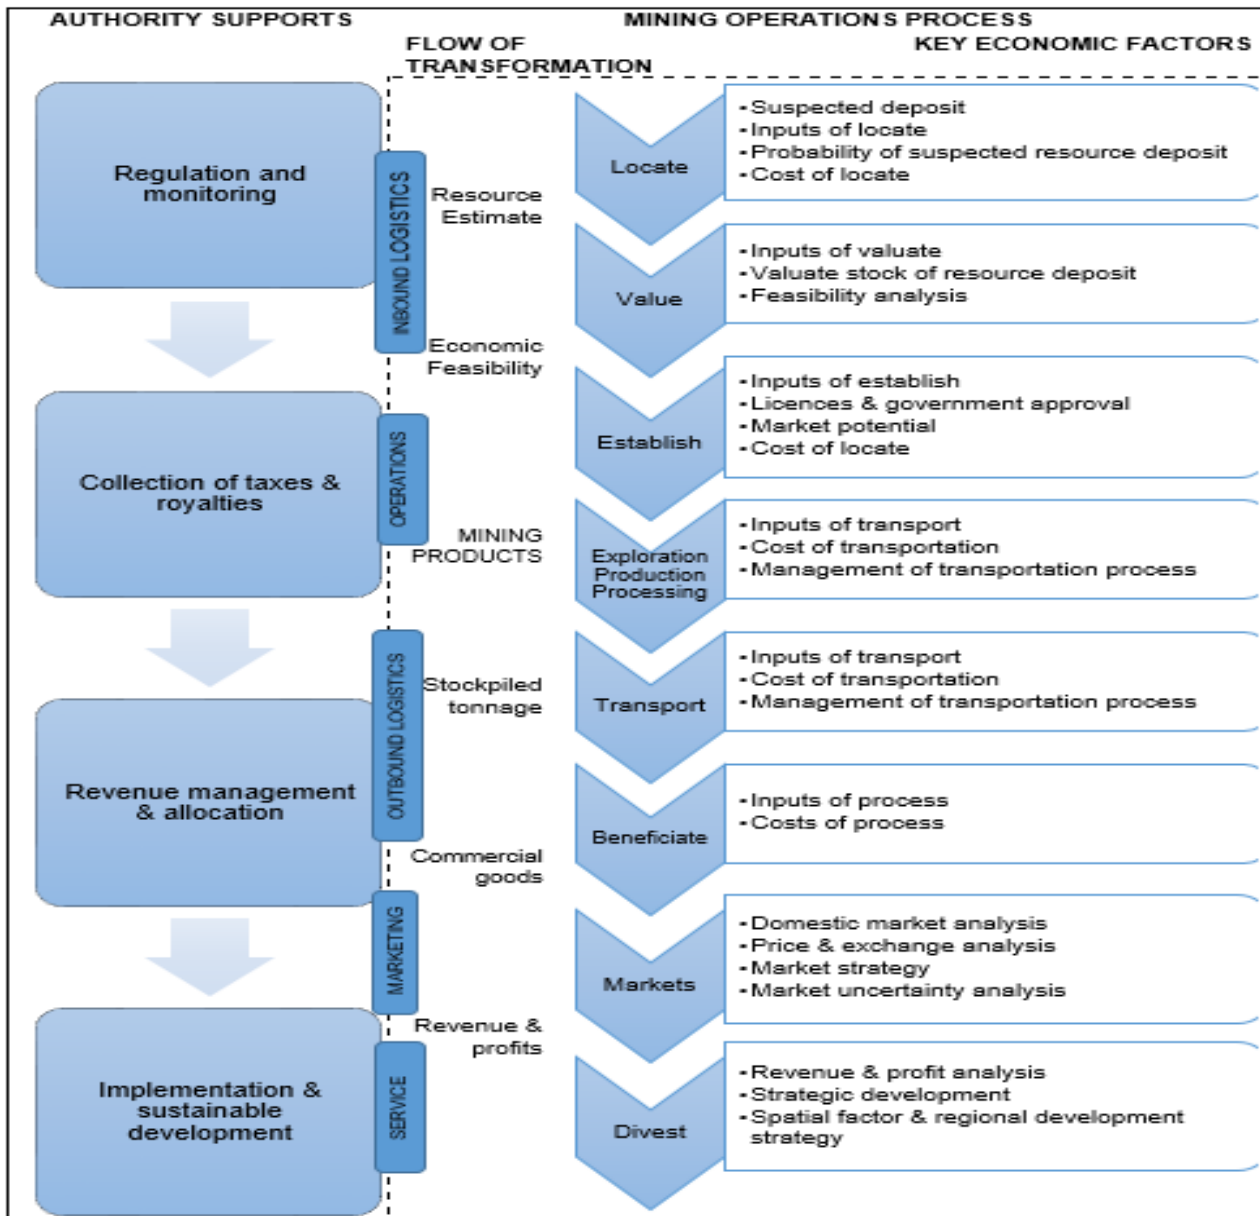 AUTHORITY SUPPORTS
MINING OPERATIONS PROCESS
FLOW OF
TRANSFORMATION
KEY ECONOMIC FACTORS
Regulation and
monitoring
Collection of taxes &
royalties
Revenue management
& allocation
Implementation &
sustainable
development
INBOUND LOGISTICS
OPERATIONS
OUTBOUND LOGISTICS
MARKETING
SERVICE
Resource
Estimate
Economic
Feasibility
MINING
PRODUCTS
Stockpiled
tonnage
Commercial
goods
Revenue &
profits
Locate
• Suspected deposit
• Inputs of locate
• Probability of suspected resource deposit
• Cost of locate
Value
• Inputs of valuate
• Valuate stock of resource deposit
• Feasibility analysis
Establish
• Inputs of establish
• Licences & government approval
• Market potential
• Cost of locate
Exploration
Production
Processing
• Inputs of transport
• Cost of transportation
• Management of transportation process
Transport
• Inputs of transport
• Cost of transportation
• Management of transportation process
Beneficiate
• Inputs of process
• Costs of process
Markets
• Domestic market analysis
• Price & exchange analysis
• Market strategy
• Market uncertainty analysis
Divest
• Revenue & profit analysis
• Strategic development
• Spatial factor & regional development
strategy